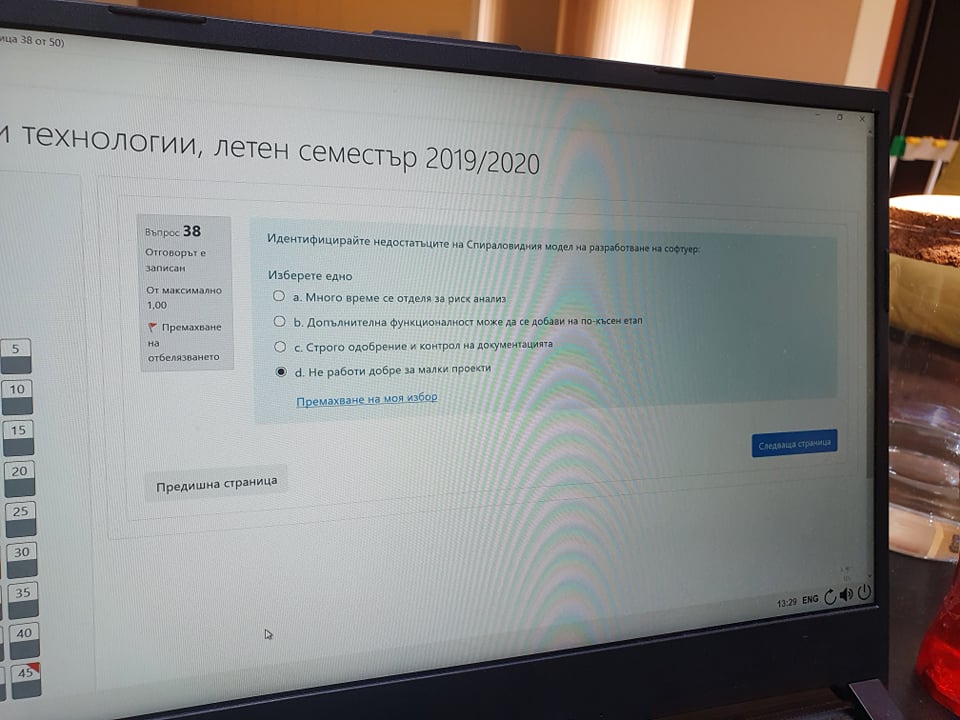 ица 38 от 50)
и технологии, летен семестър 2019/2020
Въпрос 38
Отговорът е
записан
От максимално
1,00
Премахване
на
отбелязването
Идентифицирайте недостатъците на Спираловидния модел на разработване на софтуер:
Изберете едно
a. Много време се отделя за риск анализ
b. Допълнителна функционалност може да се добави на по-късен етап
c. Строго одобрение и контрол на документацията
d. Не работи добре за малки проекти
Премахване на моя избор
Следваща страница
Предишна страница
5
10
15
20
25
30
35
40
45
13:29 ENG